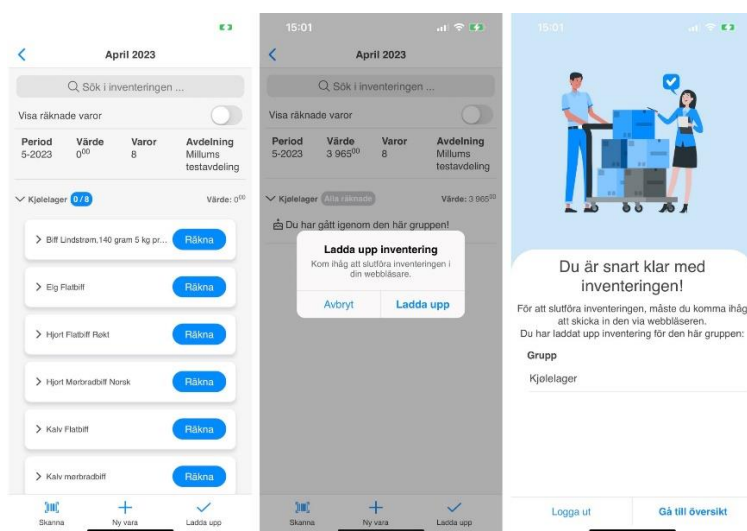 April 2023
Sök i inventeringen ...
Visa räknade varor
Period Värde Varor Avdelning
5-2023 0⁰⁰ 8 Millums
testavdeling
Kjølelager 0/8 Värde: 0⁰⁰
Biff Lindstrøm,140 gram 5 kg pr... Räkna
Elg Flatbiff Räkna
Hjort Flatbiff Røkt Räkna
Hjort Mørbradbiff Norsk Räkna
Kalv Flatbiff Räkna
Kalv mørbradbiff Räkna
Skanna Ny vara Ladda upp
15:01
April 2023
Sök i inventeringen ...
Visa räknade varor
Period Värde Varor Avdelning
5-2023 3 965⁰⁰ 8 Millums
testavdeling
Kjølelager Alla räknade Värde: 3 965⁰⁰
Du har gått igenom den här gruppen!
Ladda upp inventering
Kom ihåg att slutföra inventeringen i
din webbläsare.
Avbryt Ladda upp
Skanna Ny vara Ladda upp
15:01
Du är snart klar med
inventeringen!
För att slutföra inventeringen, måste du komma ihåg
att skicka in den via webbläseren.
Du har laddat upp inventering för den här gruppen:
Grupp
Kjølelager
Logga ut Gå till översikt